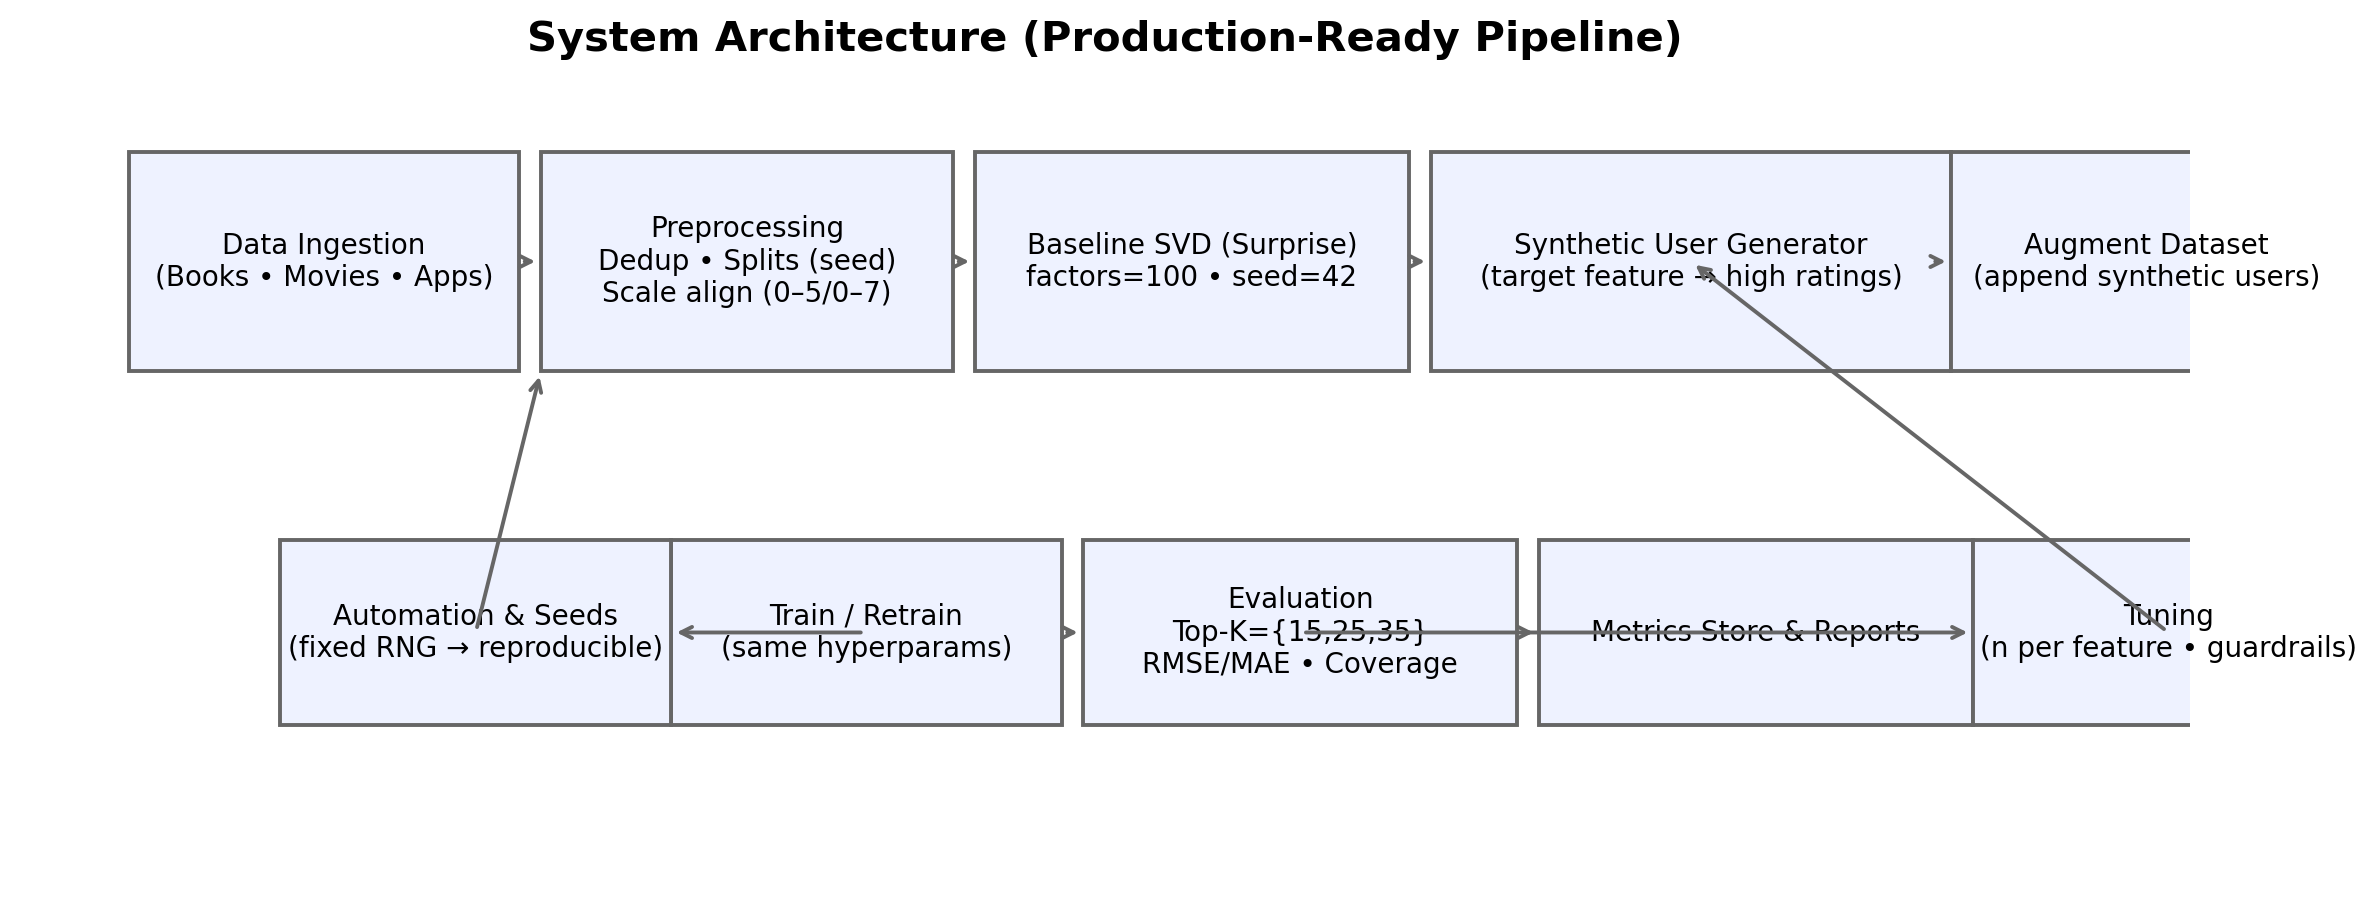 System Architecture (Production-Ready Pipeline)
Data Ingestion
(Books • Movies • Apps)
Preprocessing
Dedup • Splits (seed)
Scale align (0–5/0–7)
Baseline SVD (Surprise)
factors=100 • seed=42
Synthetic User Generator
(target feature → high ratings)
Augment Dataset
(append synthetic users)
Automation & Seeds
(fixed RNG → reproducible)
Train / Retrain
(same hyperparams)
Evaluation
Top-K={15,25,35}
RMSE/MAE • Coverage
Metrics Store & Reports
Tuning
(n per feature • guardrails)